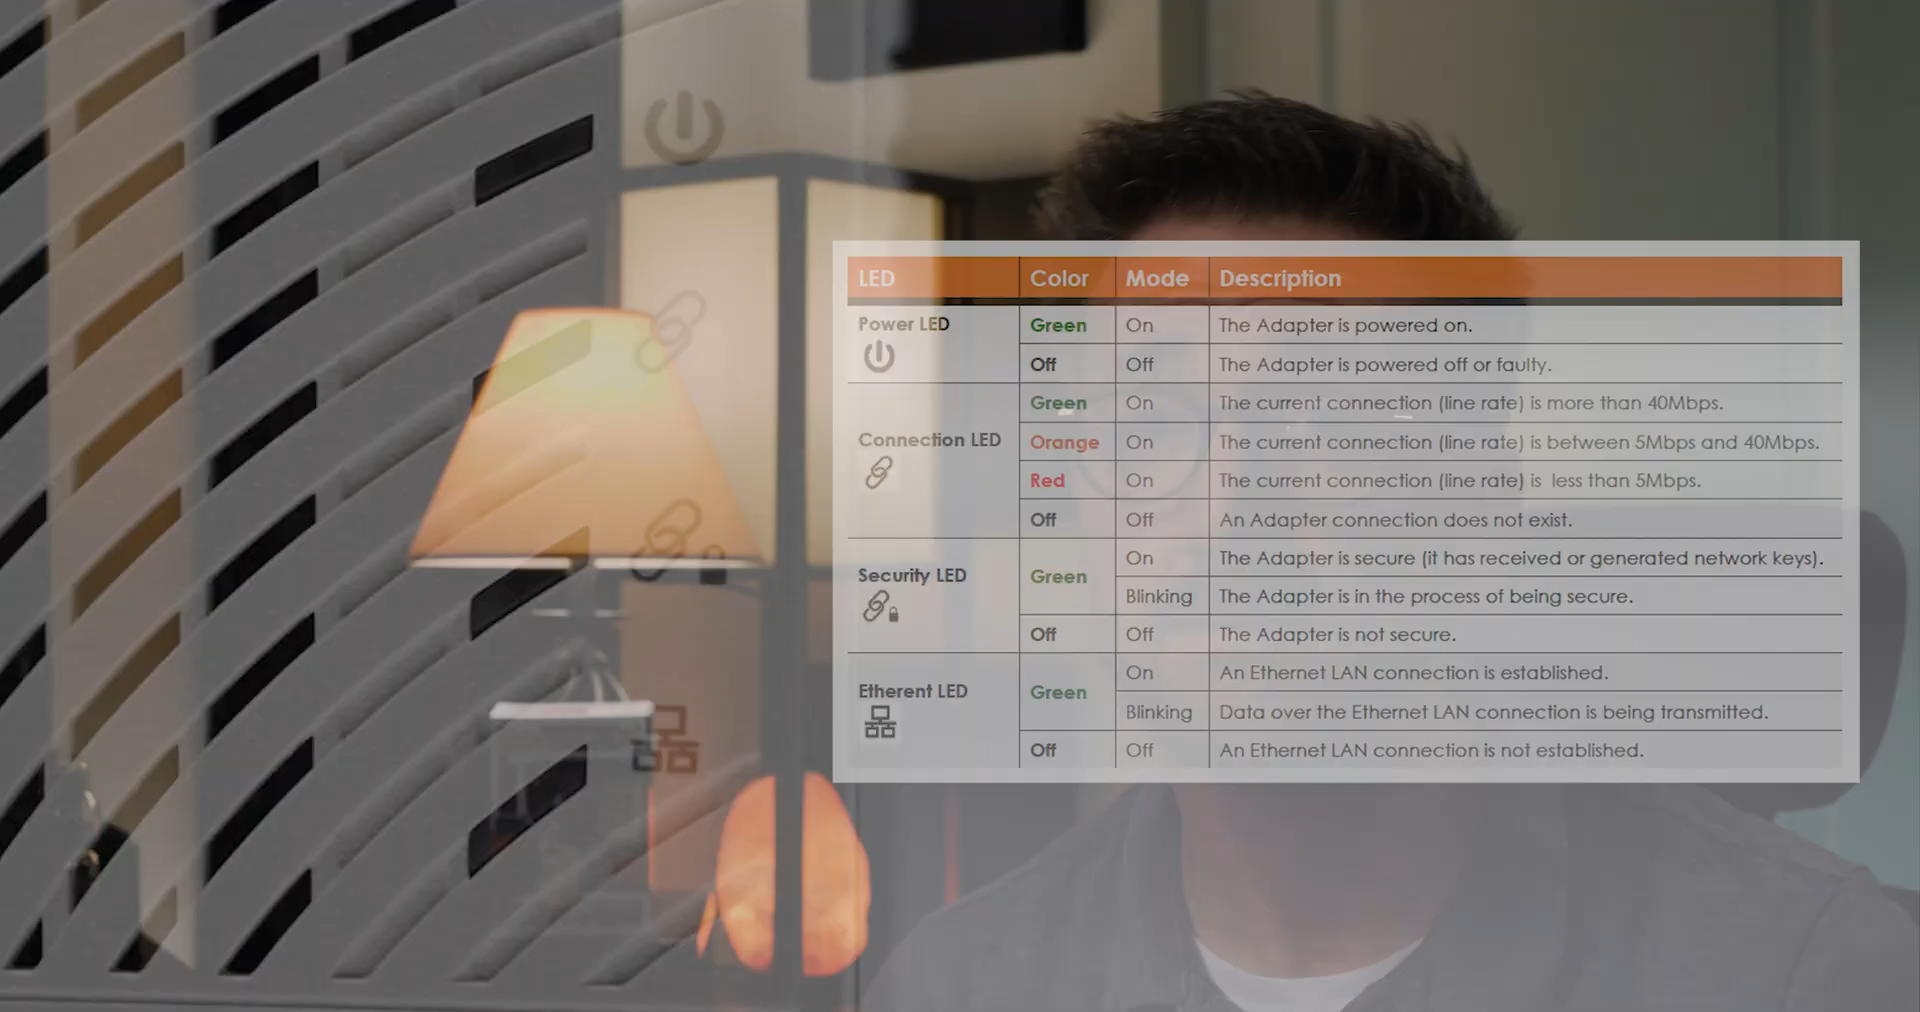 LED Color Mode Description
Power LED Green On The Adapter is powered on.
Off Off The Adapter is powered off or faulty.
Connection LED Green On The current connection (line rate) is more than 40Mbps.
Orange On The current connection (line rate) is between 5Mbps and 40Mbps.
Red On The current connection (line rate) is less than 5Mbps.
Off Off An Adapter connection does not exist.
Security LED Green On The Adapter is secure (it has received or generated network keys).
Blinking The Adapter is in the process of being secure.
Off Off The Adapter is not secure.
Etherent LED Green On An Ethernet LAN connection is established.
Blinking Data over the Ethernet LAN connection is being transmitted.
Off Off An Ethernet LAN connection is not established.